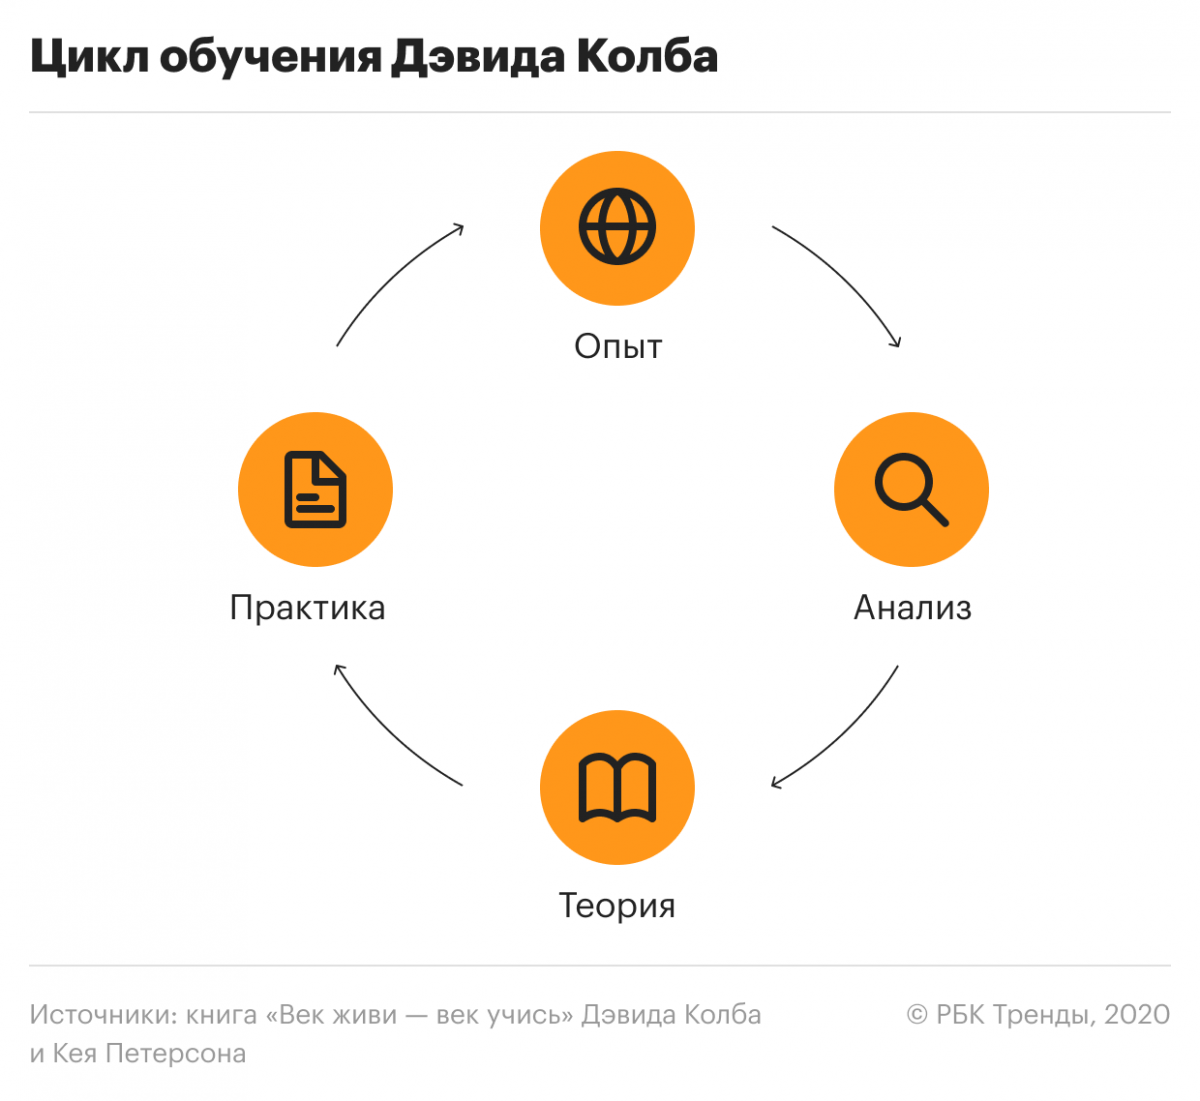 Цикл обучения Дэвида Колба
Опыт
Практика
Анализ
Теория
Источники: книга «Век живи — век учись» Дэвида Колба
и Кея Петерсона
© РБК Тренды, 2020